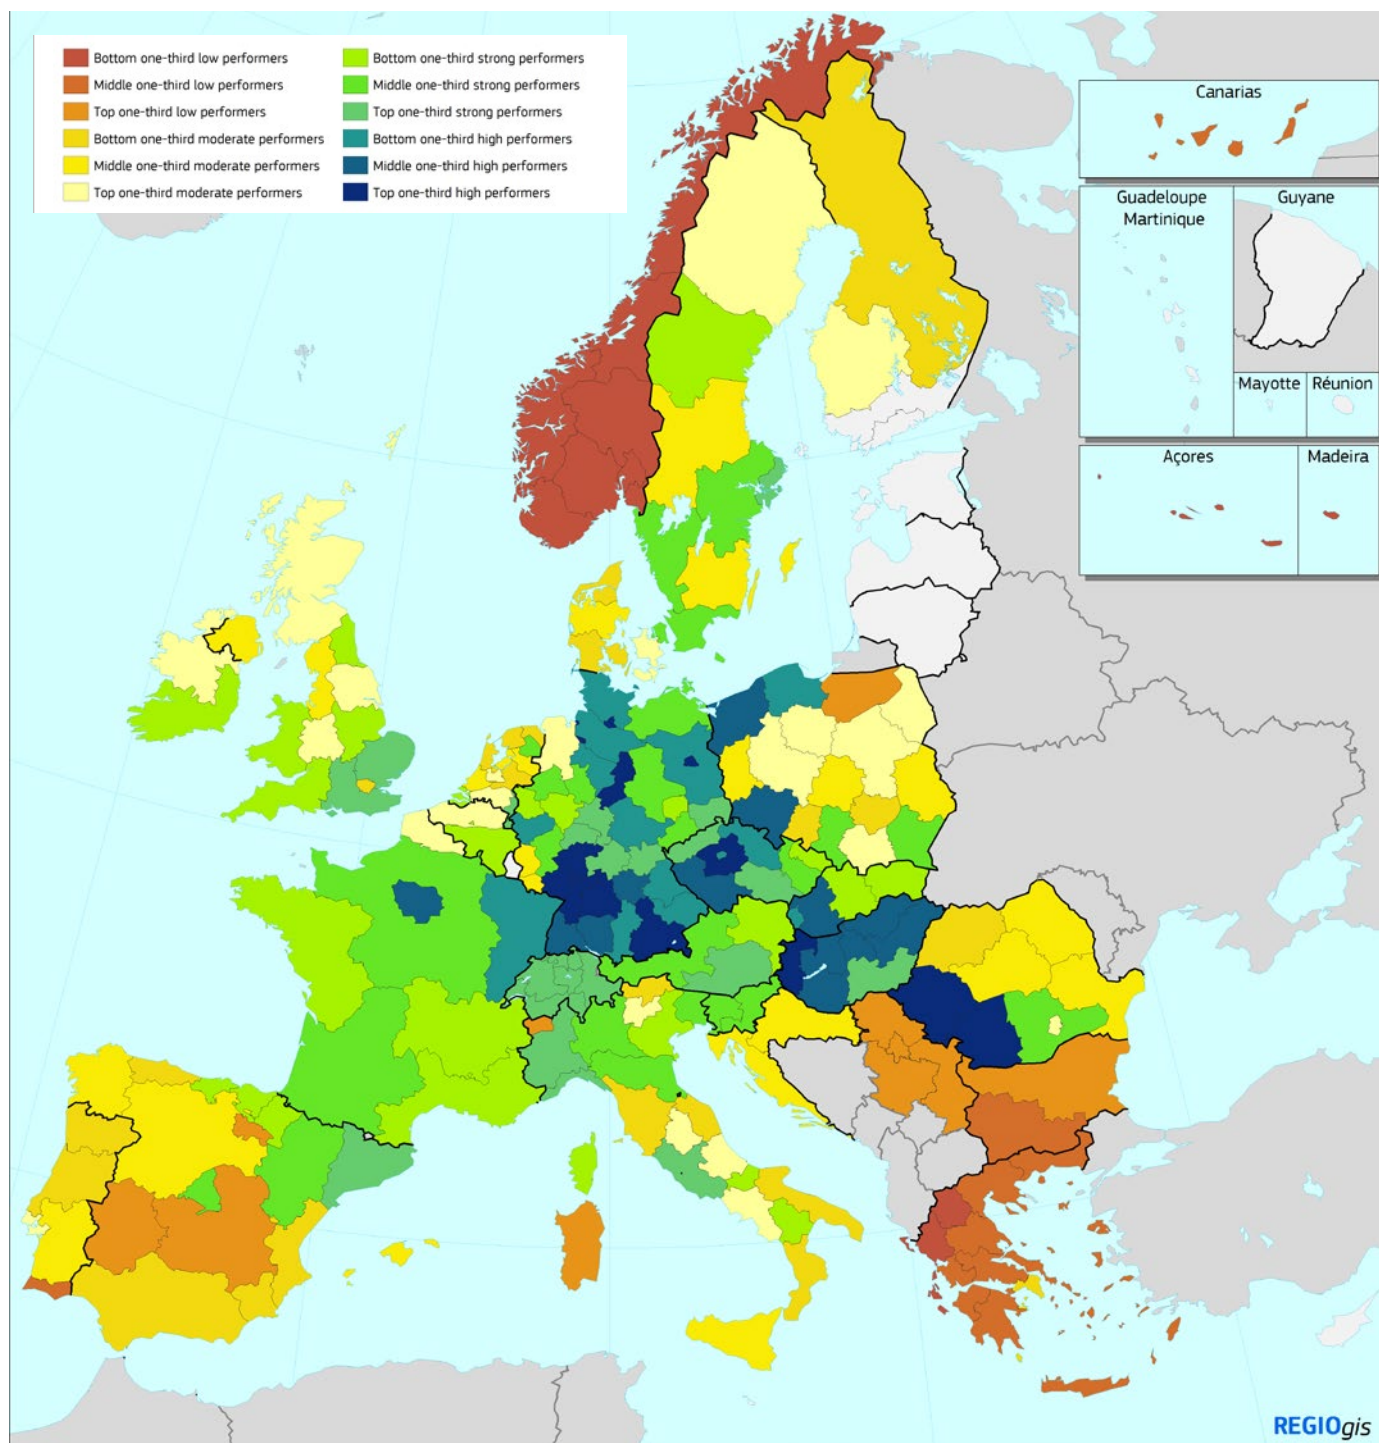 Bottom one-third low performers
Middle one-third low performers
Top one-third low performers
Bottom one-third moderate performers
Middle one-third moderate performers
Top one-third moderate performers
Bottom one-third strong performers
Middle one-third strong performers
Top one-third strong performers
Bottom one-third high performers
Middle one-third high performers
Top one-third high performers
Canarias
Guadeloupe
Martinique
Guyane
Mayotte
Réunion
Açores
Madeira
REGIOgis